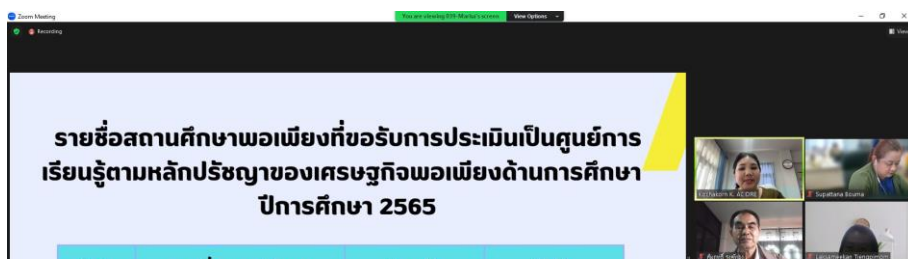 Zoom Meeting
You are viewing 039-Marisa's screen View Options
Recording
View
รายชื่อสถานศึกษาพอเพียงที่ขอรับการประเมินเป็นศูนย์การ
เรียนรู้ตามหลักปรัชญาของเศรษฐกิจพอเพียงด้านการศึกษา
ปีการศึกษา 2565
K. ACIDRE
Supattana Bouma